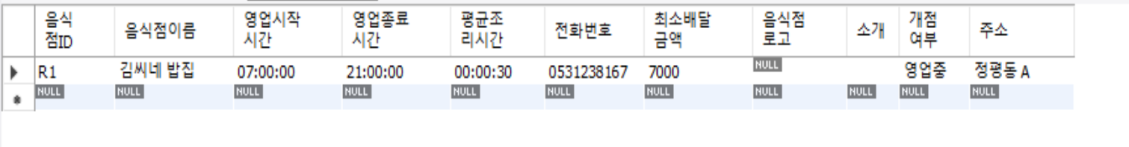 음식점ID 음식점이름 영업시작시간 영업종료시간 평균조리시간 전화번호 최소배달금액 음식점로고 소개 개점여부 주소
R1 김씨네 밥집 07:00:00 21:00:00 00:00:30 0531238167 7000 NULL 영업중 정평동 A
NULL NULL NULL NULL NULL NULL NULL NULL NULL NULL NULL